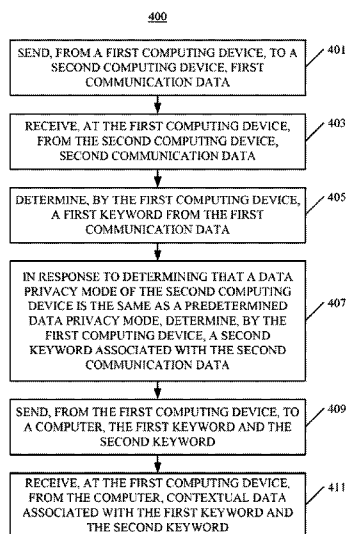 400
SEND, FROM A FIRST COMPUTING DEVICE, TO A
SECOND COMPUTING DEVICE, FIRST
COMMUNICATION DATA
401
RECEIVE, AT THE FIRST COMPUTING DEVICE,
FROM THE SECOND COMPUTING DEVICE,
SECOND COMMUNICATION DATA
403
DETERMINE, BY THE FIRST COMPUTING DEVICE,
A FIRST KEYWORD FROM THE FIRST
COMMUNICATION DATA
405
IN RESPONSE TO DETERMINING THAT A DATA
PRIVACY MODE OF THE SECOND COMPUTING
DEVICE IS THE SAME AS A PREDETERMINED
DATA PRIVACY MODE, DETERMINE, BY THE
FIRST COMPUTING DEVICE, A SECOND
KEYWORD ASSOCIATED WITH THE SECOND
COMMUNICATION DATA
407
SEND, FROM THE FIRST COMPUTING DEVICE, TO
A COMPUTER, THE FIRST KEYWORD AND THE
SECOND KEYWORD
409
RECEIVE, AT THE FIRST COMPUTING DEVICE,
FROM THE COMPUTER, CONTEXTUAL DATA
ASSOCIATED WITH THE FIRST KEYWORD AND
THE SECOND KEYWORD
411